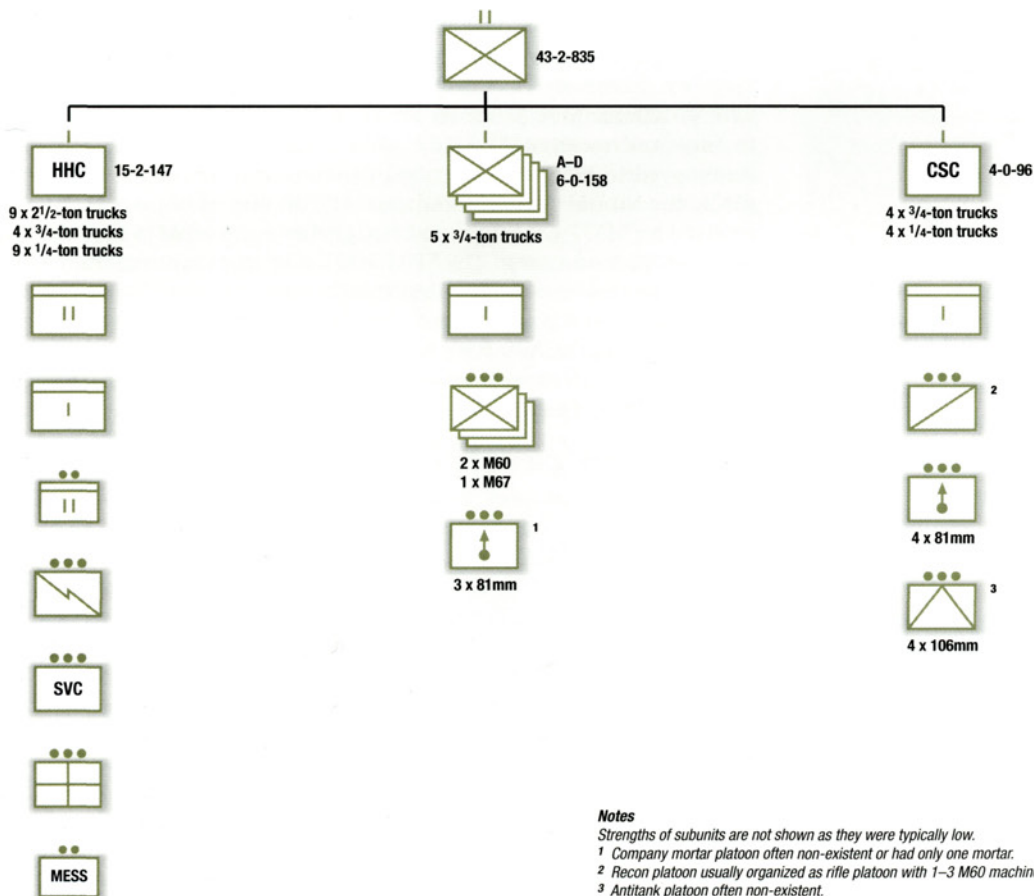 43-2-835
HHC
15-2-147
9 x 2 1/2-ton trucks
4 x 3/4-ton trucks
9 x 1/4-ton trucks
A–D
6-0-158
5 x 3/4-ton trucks
CSC
4-0-96
4 x 3/4-ton trucks
4 x 1/4-ton trucks
2 x M60
1 x M67
1
3 x 81mm
2
4 x 81mm
3
4 x 106mm
SVC
MESS
Notes
Strengths of subunits are not shown as they were typically low.
1 Company mortar platoon often non-existent or had only one mortar.
2 Recon platoon usually organized as rifle platoon with 1–3 M60
3 Antitank platoon often non-existent.